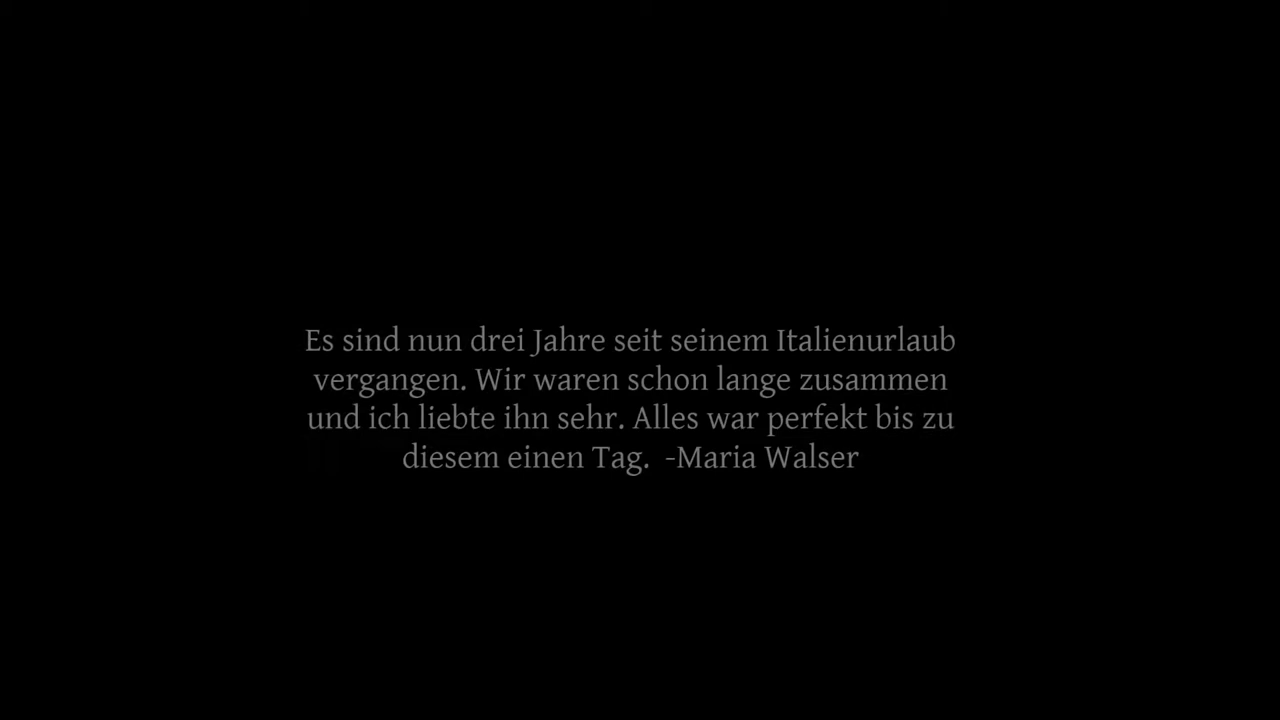 Es sind nun drei Jahre seit seinem Italienurlaub
vergangen. Wir waren schon lange zusammen
und ich liebte ihn sehr. Alles war perfekt bis zu
diesem einen Tag.  -Maria Walser